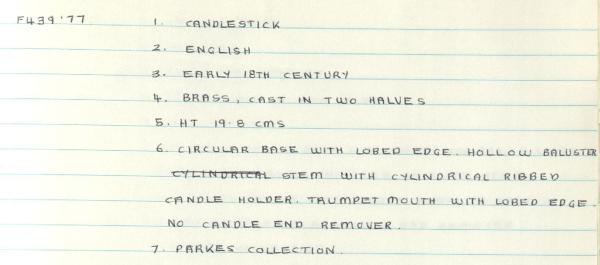 F439'77 1. CANDLESTICK
2. ENGLISH
3. EARLY 18TH CENTURY
4. BRASS, CAST IN TWO HALVES
5. HT 19.8 CMS
6. CIRCULAR BASE WITH LOBED EDGE. HOLLOW BALUSTER
CYLINDRICAL STEM WITH CYLINDRICAL RIBBED
CANDLE HOLDER. TRUMPET MOUTH WITH LOBED EDGE.
NO CANDLE END REMOVER.
7. PARKES COLLECTION.